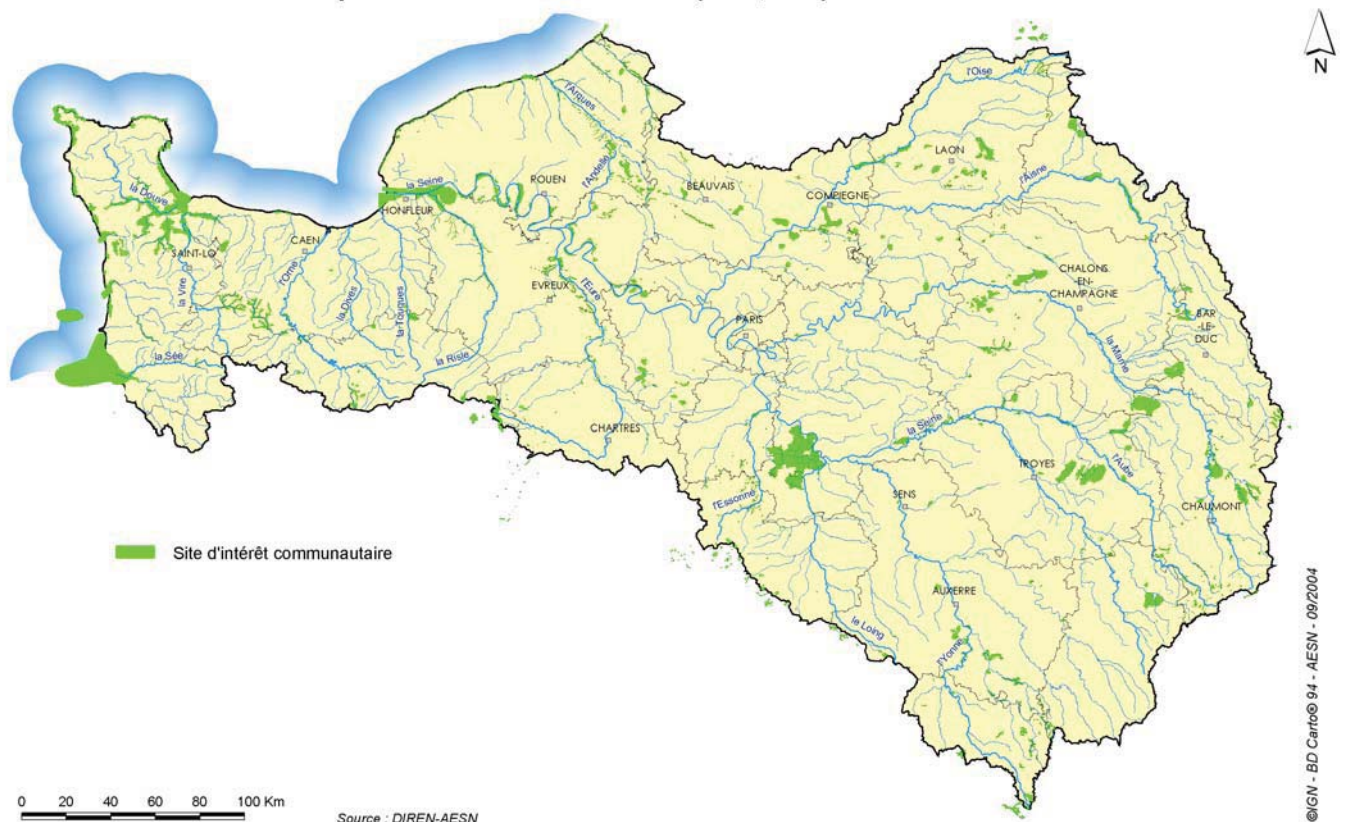 N
l'Oise
l'Arques
LAON
la Douve
la Seine
ROUEN
l'Andelle
BEAUVAIS
COMPIEGNE
l'Aisne
HONFLEUR
SAINT-LO
CAEN
l'Orne
la Vire
la Dives
la Touques
EVREUX
l'Eure
CHALONS
-EN-
CHAMPAGNE
PARIS
BAR
-LE-
DUC
la Sée
la Risle
la Marne
CHARTRES
la Seine
TROYES
l'Aube
l'Essonne
SENS
CHAUMONT
Site d'intérêt communautaire
AUXERRE
le Loing
l'Yonne
0 20 40 60 80 100 Km
Source : DIREN-AESN
©IGN - BD Carto® 94 - AESN - 09/2004